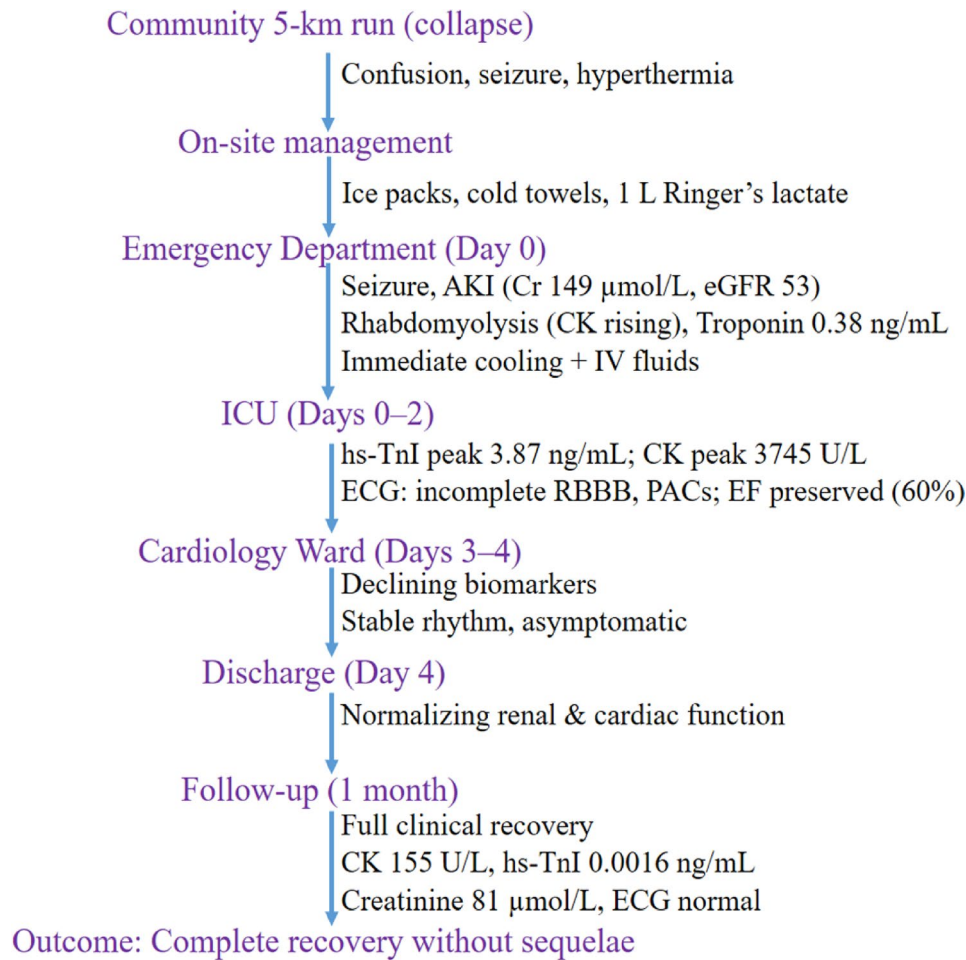 Community 5-km run (collapse)
Confusion, seizure, hyperthermia
On-site management
Ice packs, cold towels, 1 L Ringer’s lactate
Emergency Department (Day 0)
Seizure, AKI (Cr 149 µmol/L, eGFR 53)
Rhabdomyolysis (CK rising), Troponin 0.38 ng/mL
Immediate cooling + IV fluids
ICU (Days 0–2)
hs-TnI peak 3.87 ng/mL; CK peak 3745 U/L
ECG: incomplete RBBB, PACs; EF preserved (60%)
Cardiology Ward (Days 3–4)
Declining biomarkers
Stable rhythm, asymptomatic
Discharge (Day 4)
Normalizing renal & cardiac function
Follow-up (1 month)
Full clinical recovery
CK 155 U/L, hs-TnI 0.0016 ng/mL
Creatinine 81 µmol/L, ECG normal
Outcome: Complete recovery without sequelae